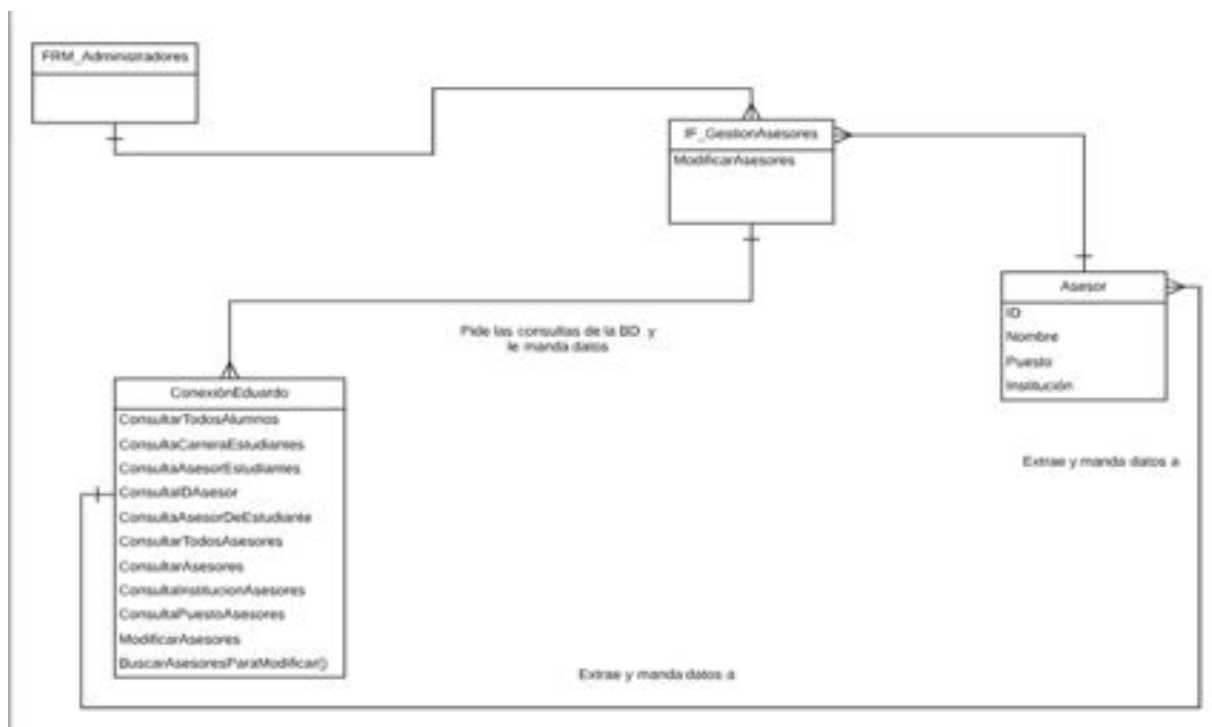 FRM_Administradores
IF_GestionAsesores
ModificarAsesores
Asesor
ID
Nombre
Puesto
Institución
Pide las consultas de la BD y
le manda datos
ConexiónEduardo
ConsultarTodosAlumnos
ConsultaCarreraEstudiantes
ConsultaAsesorEstudiantes
ConsultaIDAsesor
ConsultaAsesorDeEstudiante
ConsultarTodosAsesores
ConsultarAsesores
ConsultaInstitucionAsesores
ConsultaPuestoAsesores
ModificarAsesores
BuscarAsesoresParaModificar()
Extrae y manda datos a
Extrae y manda datos a